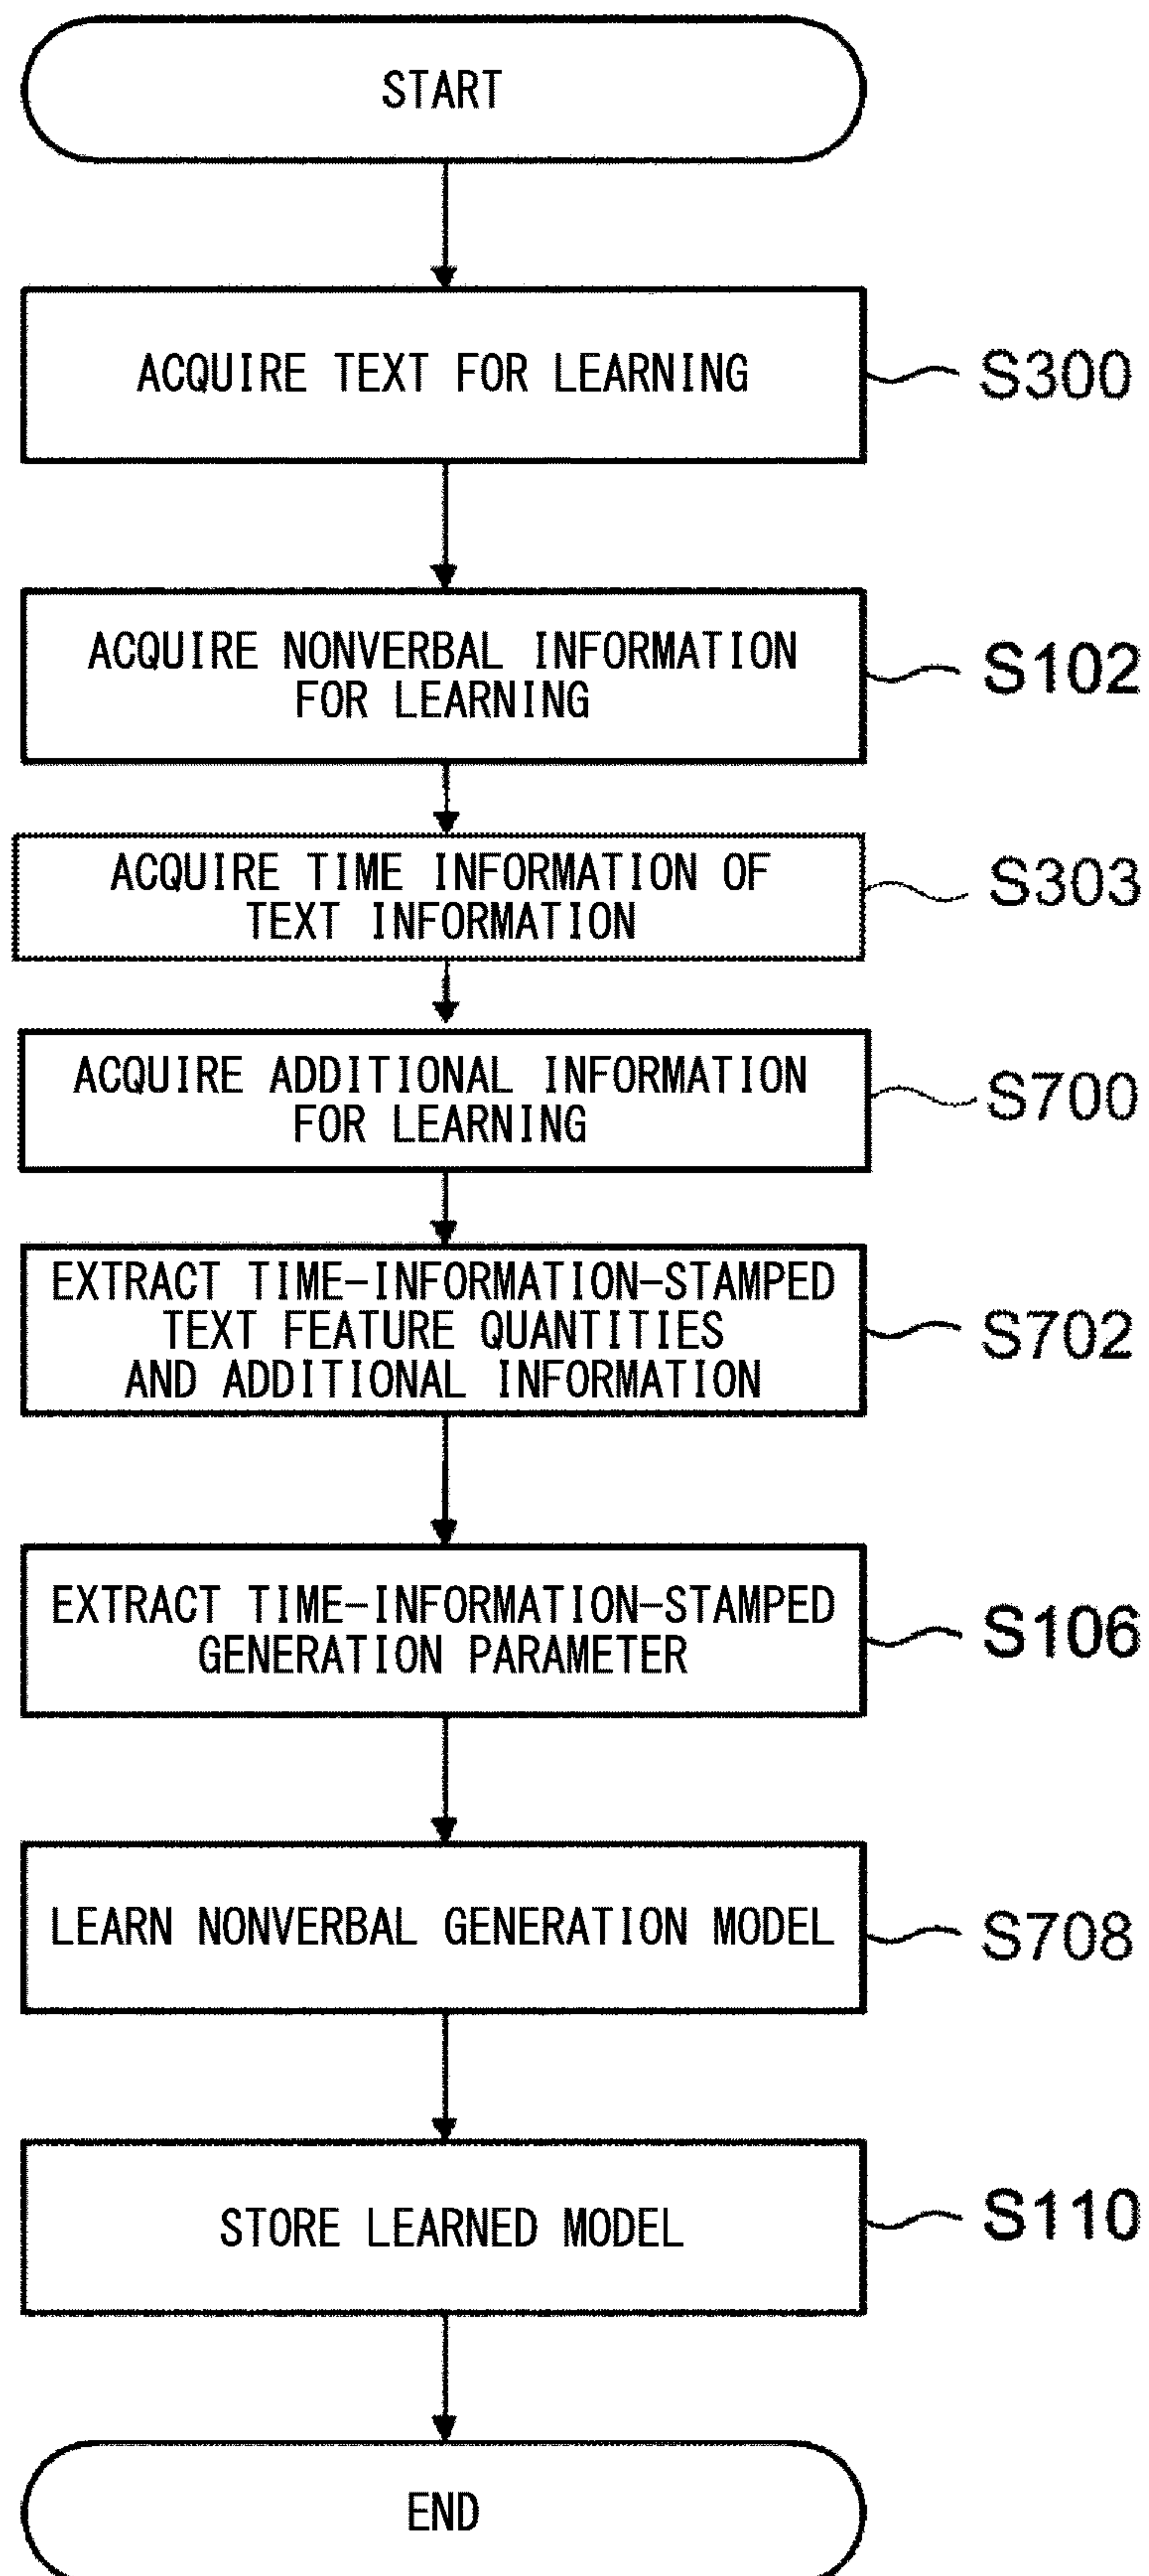 START
ACQUIRE TEXT FOR LEARNING
S300
ACQUIRE NONVERBAL INFORMATION
FOR LEARNING
S102
ACQUIRE TIME INFORMATION OF
TEXT INFORMATION
S303
ACQUIRE ADDITIONAL INFORMATION
FOR LEARNING
S700
EXTRACT TIME-INFORMATION-STAMPED
TEXT FEATURE QUANTITIES
AND ADDITIONAL INFORMATION
S702
EXTRACT TIME-INFORMATION-STAMPED
GENERATION PARAMETER
S106
LEARN NONVERBAL GENERATION MODEL
S708
STORE LEARNED MODEL
S110
END